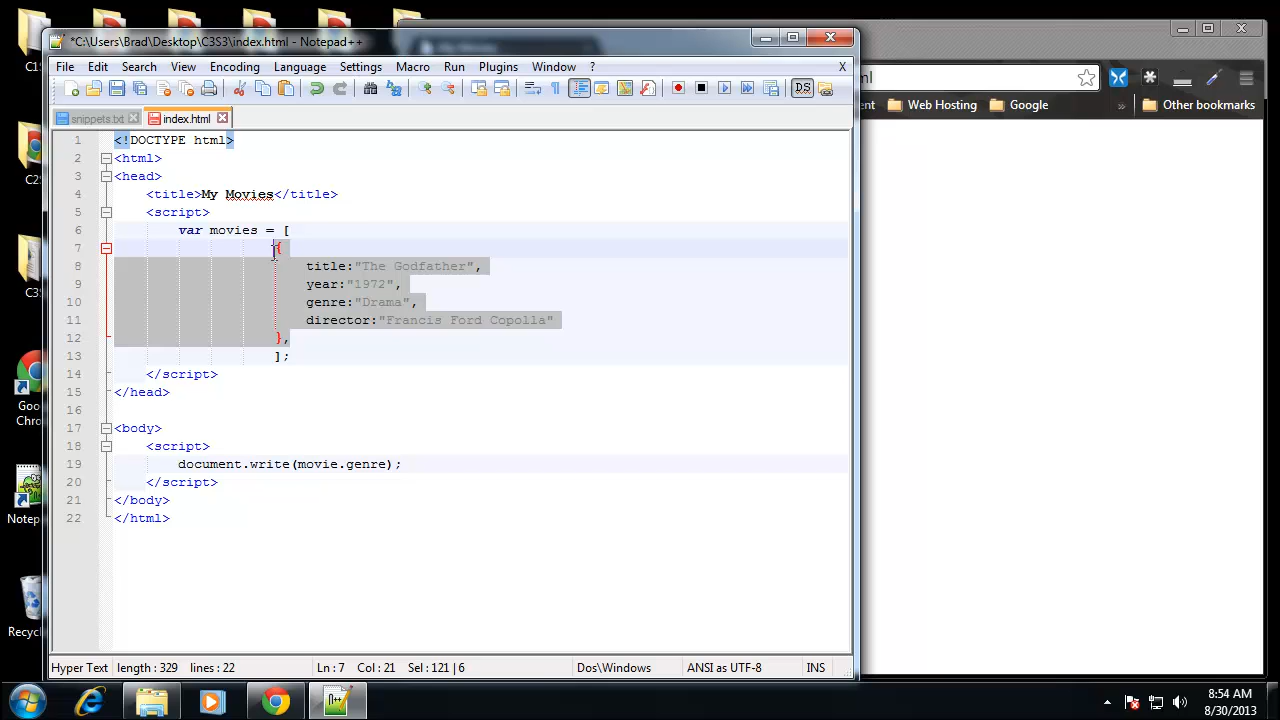 *C:\Users\Brad\Desktop\C3S3\index.html - Notepad++
File Edit Search View Encoding Language Settings Macro Run Plugins Window ? X
snippets.txt index.html
Web Hosting Google » Other bookmarks
1 <!DOCTYPE html>
2 <html>
3 <head>
4 <title>My Movies</title>
5 <script>
6 var movies = [
7 {
8 title:"The Godfather",
9 year:"1972",
10 genre:"Drama",
11 director:"Francis Ford Copolla"
12 },
13 ];
14 </script>
15 </head>
16
17 <body>
18 <script>
19 document.write(movie.genre);
20 </script>
21 </body>
22 </html>
Hyper Text length : 329 lines : 22 Ln : 7 Col : 21 Sel : 121 | 6 Dos\Windows ANSI as UTF-8 INS
8:54 AM
8/30/2013